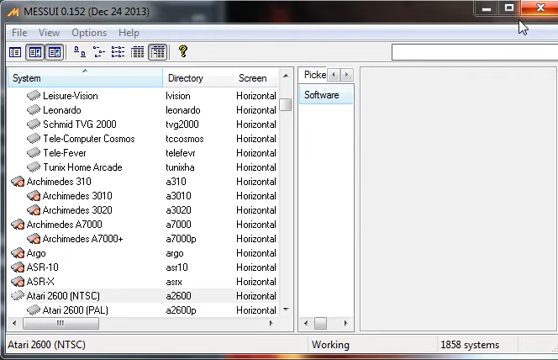 MESSUI 0.152 (Dec 24 2013)
File View Options Help
System Directory Screen Picke
Software
Leisure-Vision lvision Horizontal
Leonardo leonardo Horizontal
Schmid TVG 2000 tvg2000 Horizontal
Tele-Computer Cosmos tccosmos Horizontal
Tele-Fever telefevr Horizontal
Tunix Home Arcade tunixha Horizontal
Archimedes 310 a310 Horizontal
Archimedes 3010 a3010 Horizontal
Archimedes 3020 a3020 Horizontal
Archimedes A7000 a7000 Horizontal
Archimedes A7000+ a7000p Horizontal
Argo argo Horizontal
ASR-10 asr10 Horizontal
ASR-X asrx Horizontal
Atari 2600 (NTSC) a2600 Horizontal
Atari 2600 (PAL) a2600p Horizontal
Atari 2600 (NTSC) Working 1858 systems